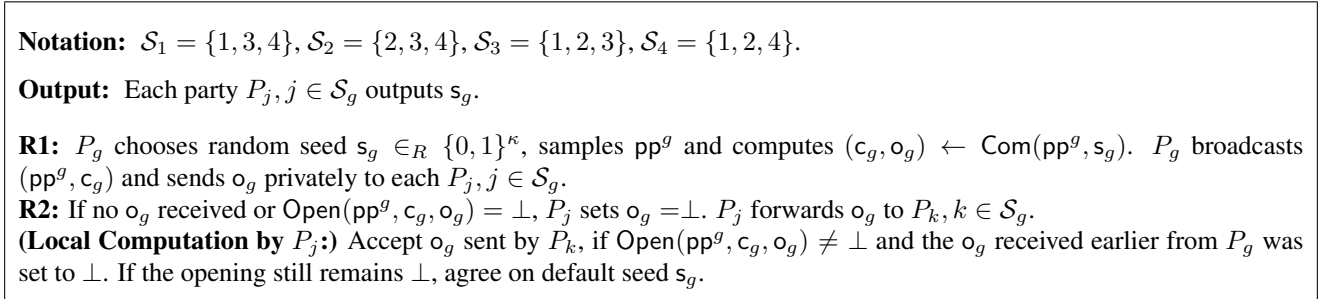 Notation: 𝒮₁ = {1, 3, 4}, 𝒮₂ = {2, 3, 4}, 𝒮₃ = {1, 2, 3}, 𝒮₄ = {1, 2, 4}.
Output: Each party P_j, j ∈ 𝒮_g outputs s_g.
R1: P_g chooses random seed s_g ∈_R {0, 1}^κ, samples pp^g and computes (c_g, o_g) ← Com(pp^g, s_g). P_g broadcasts
(pp^g, c_g) and sends o_g privately to each P_j, j ∈ 𝒮_g.
R2: If no o_g received or Open(pp^g, c_g, o_g) = ⊥, P_j sets o_g =⊥. P_j forwards o_g to P_k, k ∈ 𝒮_g.
(Local Computation by P_j:) Accept o_g sent by P_k, if Open(pp^g, c_g, o_g) ≠ ⊥ and the o_g received earlier from P_g was
set to ⊥. If the opening still remains ⊥, agree on default seed s_g.